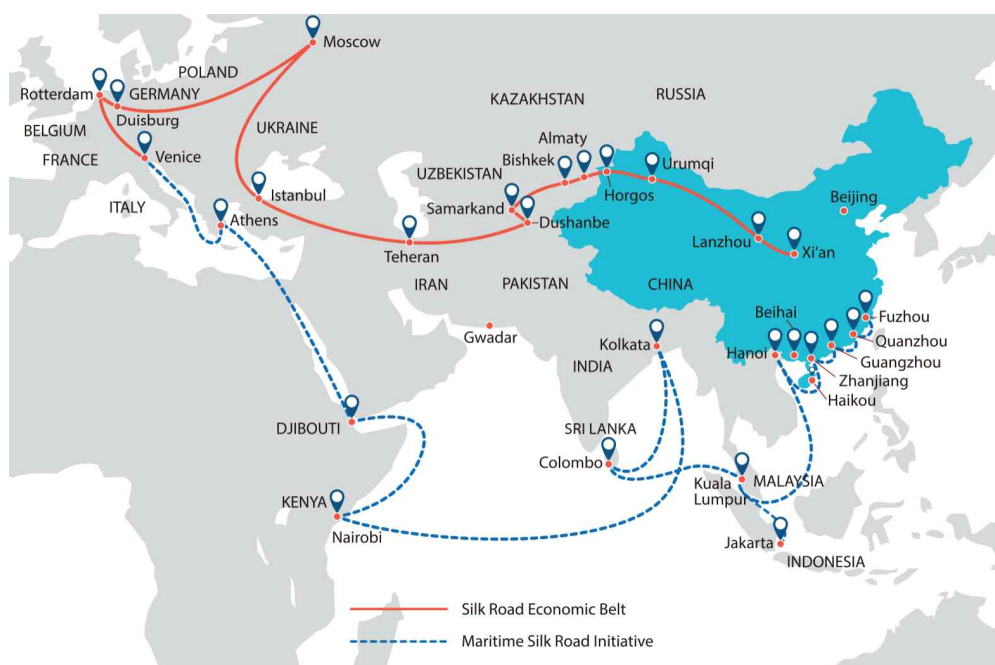 Moscow
POLAND
Rotterdam
GERMANY
Duisburg
KAZAKHSTAN
RUSSIA
BELGIUM
UKRAINE
Almaty
FRANCE
Venice
Bishkek
Urumqi
UZBEKISTAN
Istanbul
Horgos
Beijing
ITALY
Samarkand
Athens
Dushanbe
Lanzhou
Xi'an
Teheran
IRAN
PAKISTAN
CHINA
Beihai
Fuzhou
Gwadar
Kolkata
Hanoi
Quanzhou
INDIA
Guangzhou
Zhanjiang
Haikou
DJIBOUTI
SRI LANKA
Colombo
Kuala
Lumpur
MALAYSIA
KENYA
Nairobi
Jakarta
INDONESIA
Silk Road Economic Belt
Maritime Silk Road Initiative